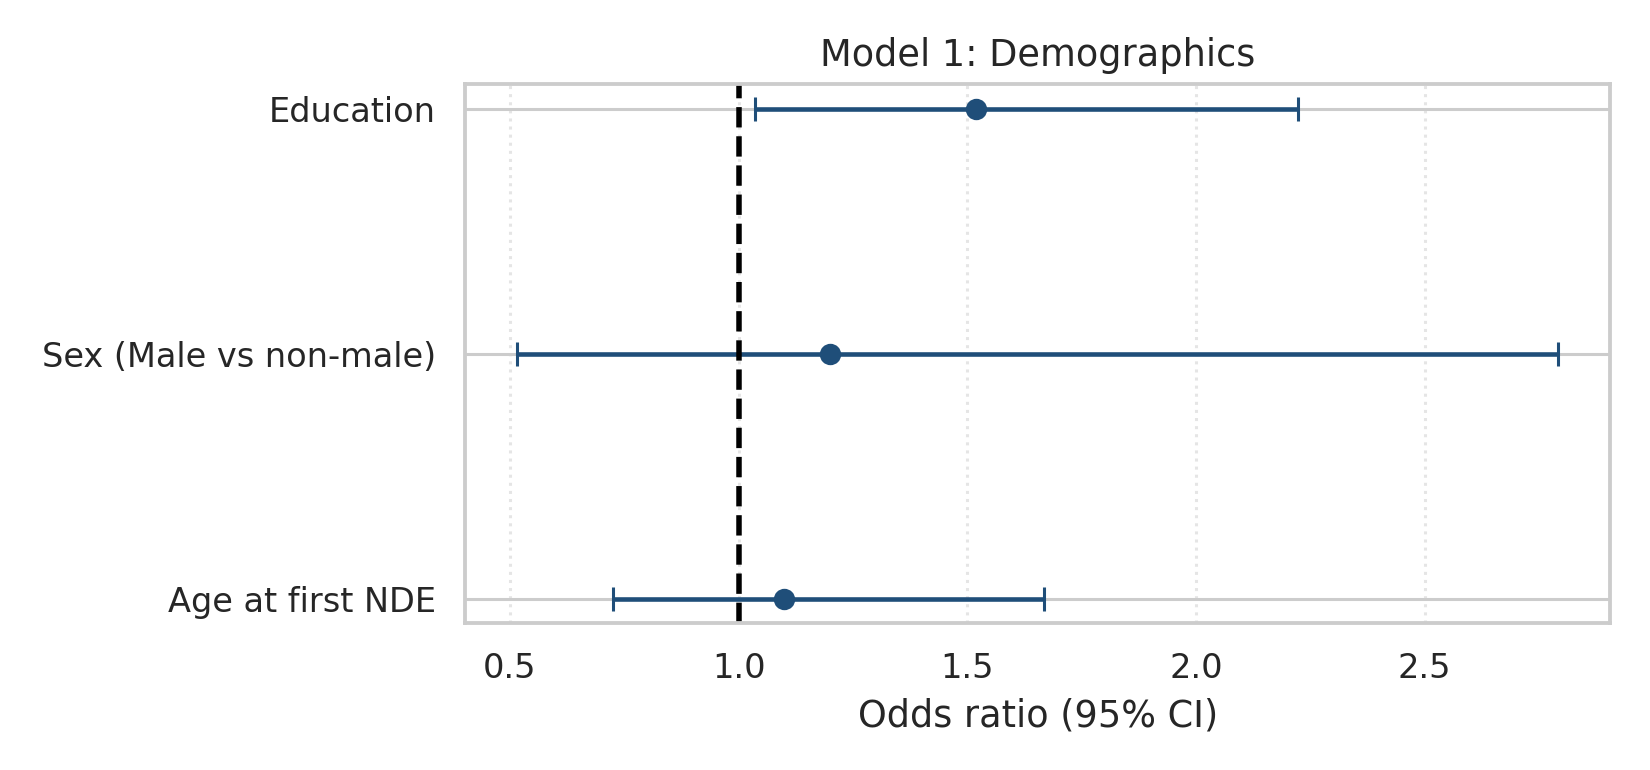 Model 1: Demographics
Education
Sex (Male vs non-male)
Age at first NDE
0.5 1.0 1.5 2.0 2.5
Odds ratio (95% CI)